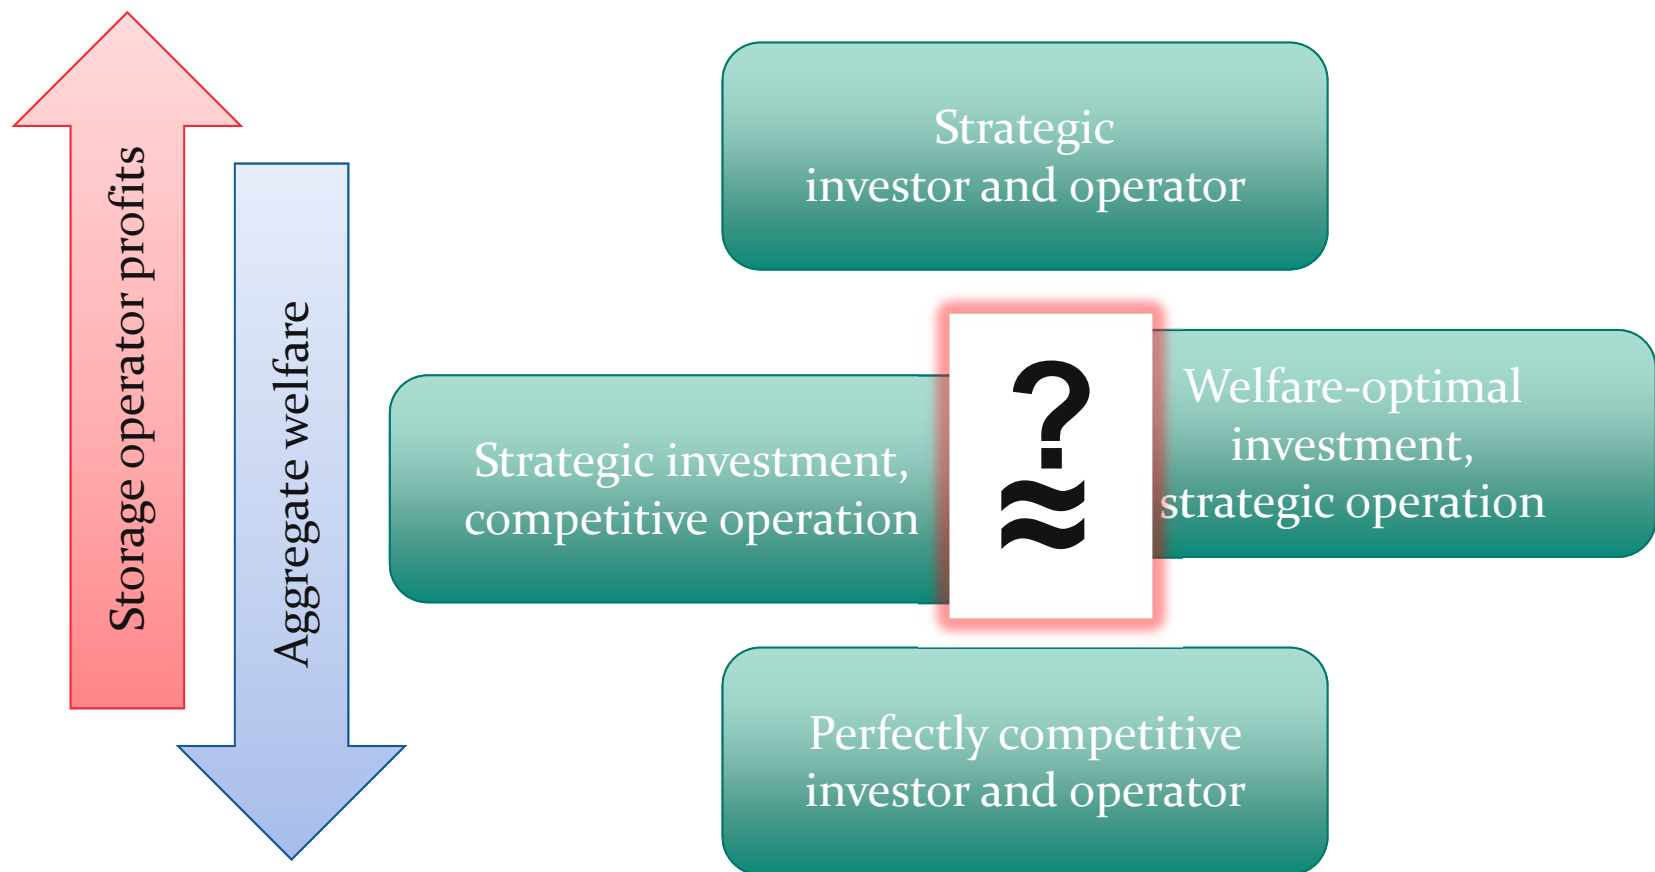 Storage operator profits
Aggregate welfare
Strategic
investor and operator
Strategic investment,
competitive operation
?
≈
Welfare-optimal
investment,
strategic operation
Perfectly competitive
investor and operator